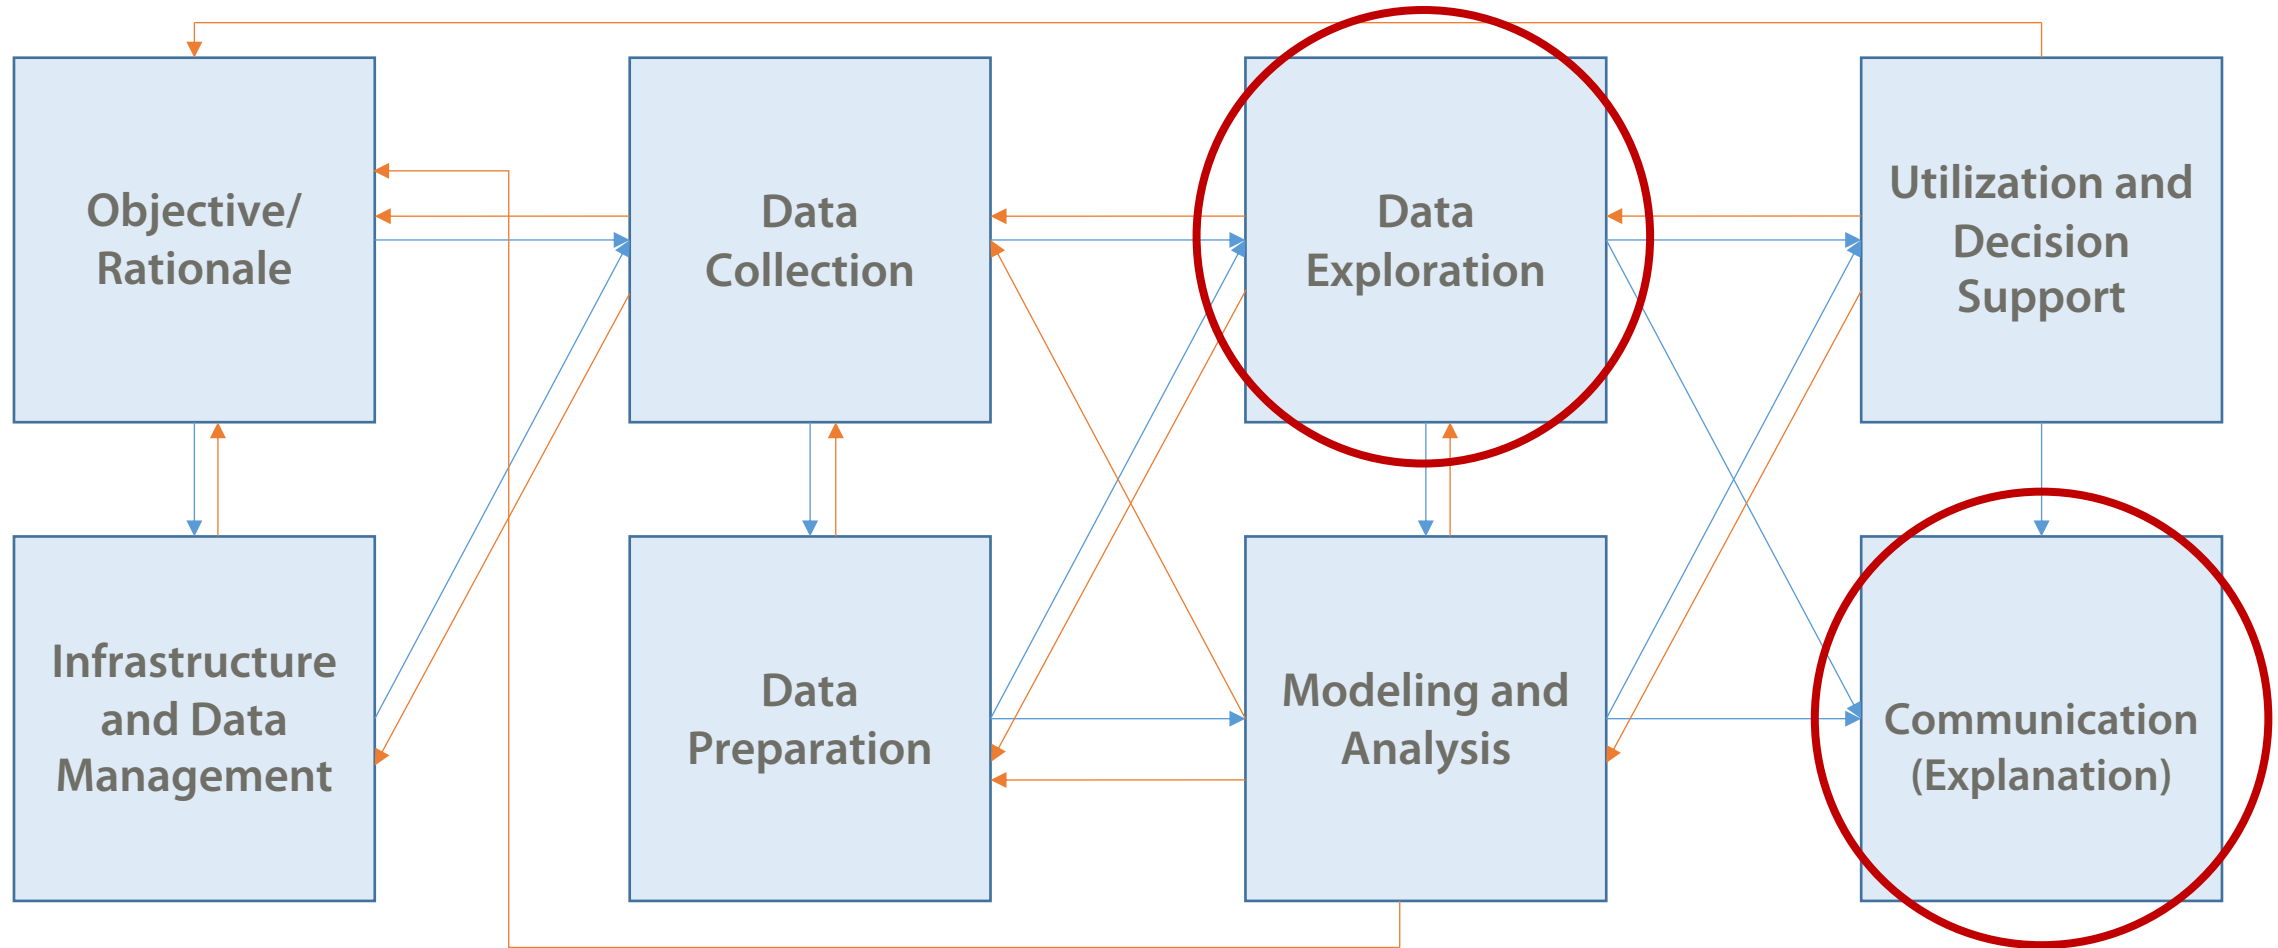 Objective/
Rationale
Data
Collection
Data
Exploration
Utilization and
Decision
Support
Infrastructure
and Data
Management
Data
Preparation
Modeling and
Analysis
Communication
(Explanation)